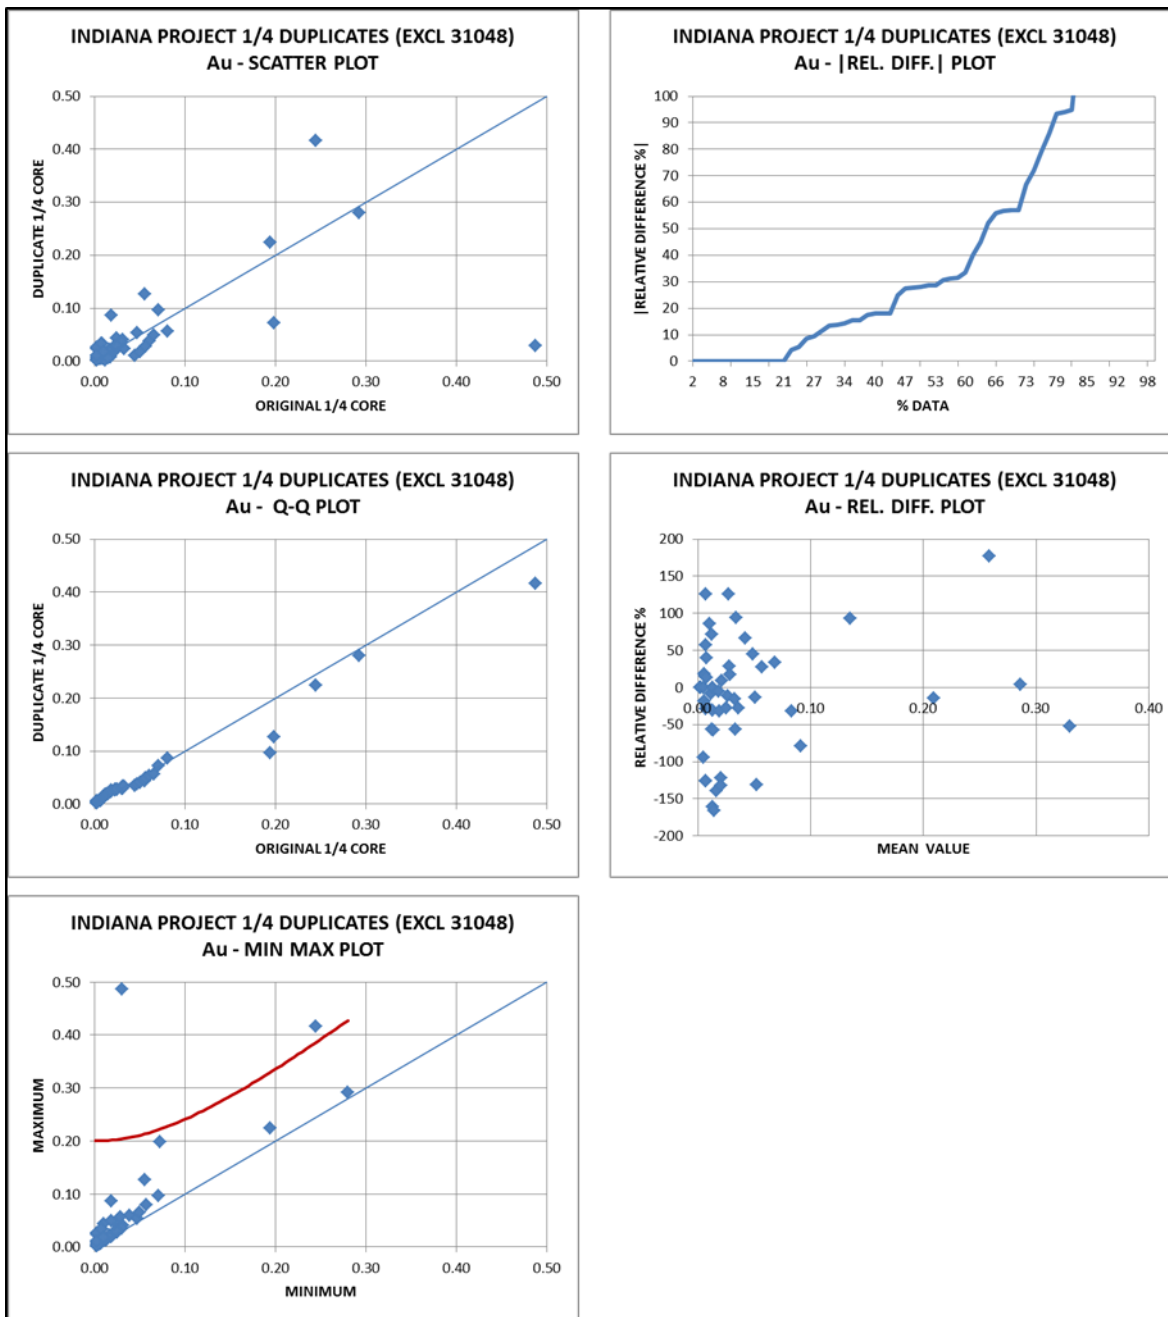 INDIANA PROJECT 1/4 DUPLICATES (EXCL 31048)
Au - SCATTER PLOT
0.50
0.40
0.30
0.20
0.10
0.00
DUPLICATE 1/4 CORE
0.00 0.10 0.20 0.30 0.40 0.50
ORIGINAL 1/4 CORE
INDIANA PROJECT 1/4 DUPLICATES (EXCL 31048)
Au - |REL. DIFF.| PLOT
100
90
80
70
60
50
40
30
20
10
0
|RELATIVE DIFFERENCE %|
2 8 15 21 27 34 40 47 53 60 66 73 79 85 92 98
% DATA
INDIANA PROJECT 1/4 DUPLICATES (EXCL 31048)
Au - Q-Q PLOT
0.50
0.40
0.30
0.20
0.10
0.00
DUPLICATE 1/4 CORE
0.00 0.10 0.20 0.30 0.40 0.50
ORIGINAL 1/4 CORE
INDIANA PROJECT 1/4 DUPLICATES (EXCL 31048)
Au - REL. DIFF. PLOT
200
150
100
50
0
-50
-100
-150
-200
RELATIVE DIFFERENCE %
0.00 0.10 0.20 0.30 0.40
MEAN VALUE
INDIANA PROJECT 1/4 DUPLICATES (EXCL 31048)
Au - MIN MAX PLOT
0.50
0.40
0.30
0.20
0.10
0.00
MAXIMUM
0.00 0.10 0.20 0.30 0.40 0.50
MINIMUM